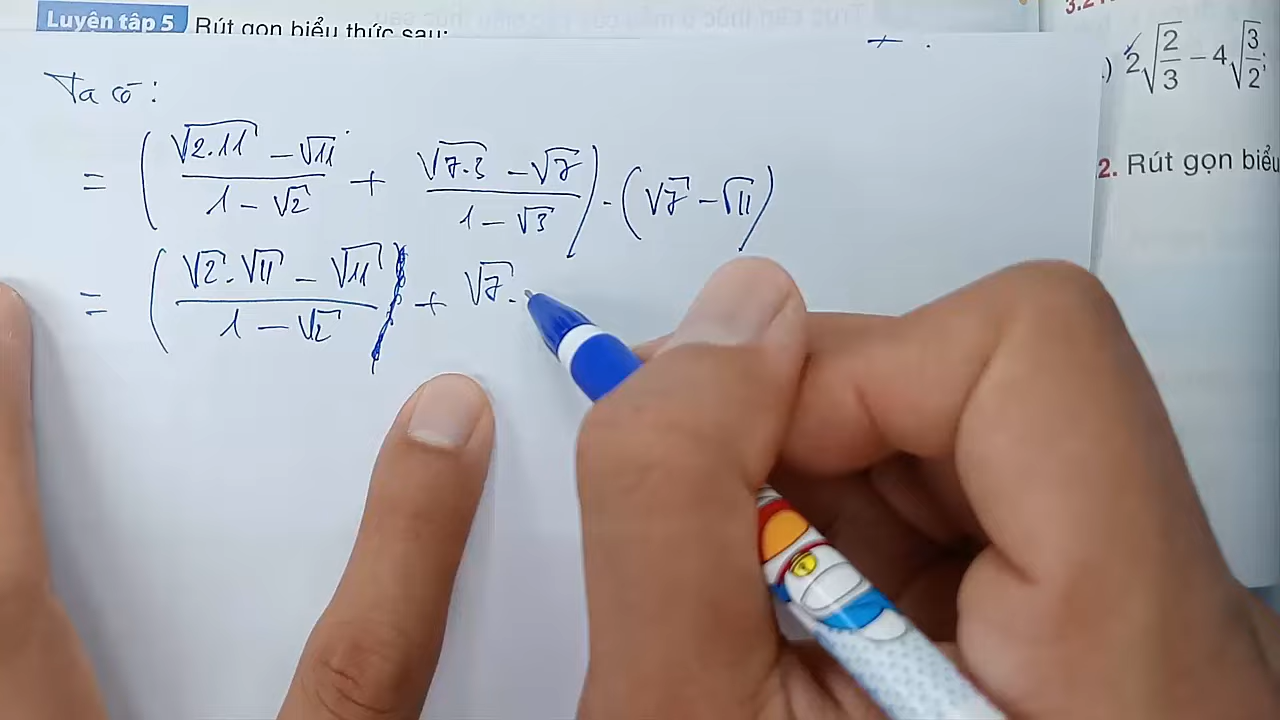 Luyện tập 5 Rút gọn biểu thức sau:
Ta có:
= ( (√2.11 − √11)/(1 − √2) + (√7.3 − √7)/(1 − √3) ) . (√7 − √11)
= ( (√2 . √11 − √11)/(1 − √2) + √7 .
) 2√(2/3) − 4√(3/2);
2. Rút gọn biểu